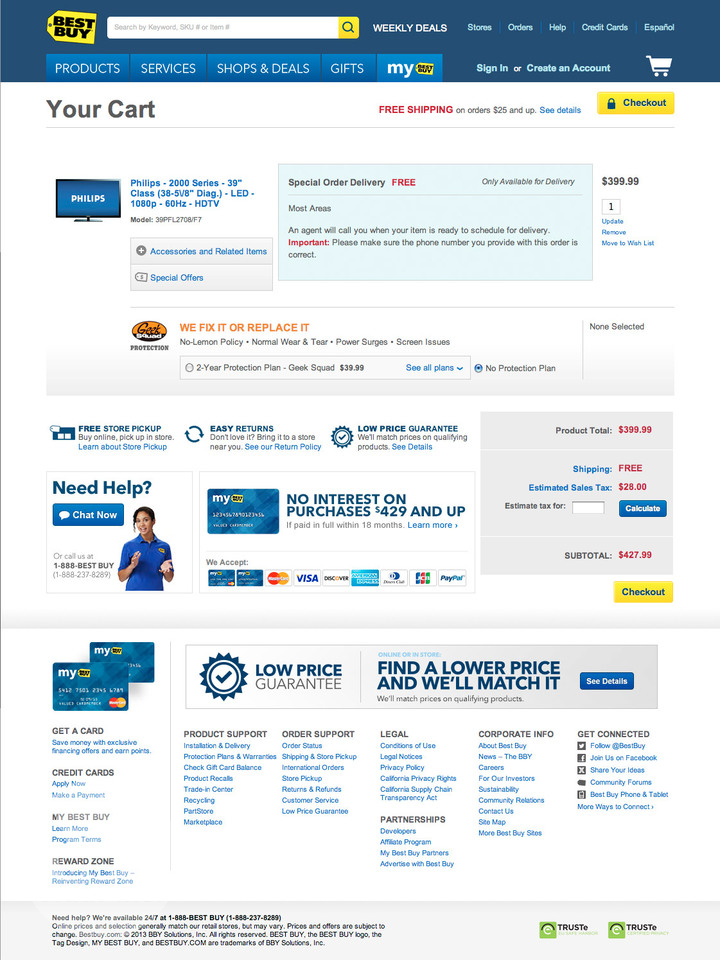 BEST BUY
Search by Keyword, SKU # or Item #
WEEKLY DEALS
Stores
Orders
Help
Credit Cards
Español
PRODUCTS
SERVICES
SHOPS & DEALS
GIFTS
my BEST BUY
Sign In or Create an Account
Your Cart
FREE SHIPPING on orders $25 and up. See details
Checkout
PHILIPS
Philips - 2000 Series - 39"
Class (38-5\/8" Diag.) - LED -
1080p - 60Hz - HDTV
Model: 39PFL2708/F7
Accessories and Related Items
Special Offers
Special Order Delivery FREE
Only Available for Delivery
Most Areas
An agent will call you when your item is ready to schedule for delivery.
Important: Please make sure the phone number you provide with this order is
correct.
$399.99
1
Update
Remove
Move to Wish List
Geek Squad
PROTECTION
WE FIX IT OR REPLACE IT
No-Lemon Policy • Normal Wear & Tear • Power Surges • Screen Issues
2-Year Protection Plan - Geek Squad $39.99
See all plans
No Protection Plan
None Selected
FREE STORE PICKUP
Buy online, pick up in store.
Learn about Store Pickup
EASY RETURNS
Don't love it? Bring it to a store
near you. See our Return Policy
LOW PRICE GUARANTEE
We'll match prices on qualifying
products. See Details
Product Total: $399.99
Shipping: FREE
Estimated Sales Tax: $28.00
Estimate tax for:
Calculate
SUBTOTAL: $427.99
Checkout
Need Help?
Chat Now
Or call us at
1-888-BEST BUY
(1-888-237-8289)
my BEST BUY
1234567890123456
VALUED CARDMEMBER
NO INTEREST ON
PURCHASES $429 AND UP
If paid in full within 18 months. Learn more ›
We Accept:
MasterCard
VISA
DISCOVER
AMERICAN EXPRESS
Diners Club
JCB
PayPal
my BEST BUY
my BEST BUY
5412 7501 2345 6789
VALUED CARDMEMBER
MasterCard
LOW PRICE
GUARANTEE
ONLINE OR IN STORE:
FIND A LOWER PRICE
AND WE'LL MATCH IT
We'll match prices on qualifying products.
See Details
GET A CARD
Save money with exclusive
financing offers and earn points.
CREDIT CARDS
Apply Now
Make a Payment
MY BEST BUY
Learn More
Program Terms
REWARD ZONE
Introducing My Best Buy –
Reinventing Reward Zone
PRODUCT SUPPORT
Installation & Delivery
Protection Plans & Warranties
Check Gift Card Balance
Product Recalls
Trade-in Center
Recycling
PartStore
Marketplace
ORDER SUPPORT
Order Status
Shipping & Store Pickup
International Orders
Store Pickup
Returns & Refunds
Customer Service
Low Price Guarantee
LEGAL
Conditions of Use
Legal Notices
Privacy Policy
California Privacy Rights
California Supply Chain
Transparency Act
PARTNERSHIPS
Developers
Affiliate Program
My Best Buy Partners
Advertise with Best Buy
CORPORATE INFO
About Best Buy
News – The BBY
Careers
For Our Investors
Sustainability
Community Relations
Contact Us
Site Map
More Best Buy Sites
GET CONNECTED
Follow @BestBuy
Join Us on Facebook
Share Your Ideas
Community Forums
Best Buy Phone & Tablet
More Ways to Connect ›
Need help? We're available 24/7 at 1-888-BEST BUY (1-888-237-8289)
Online prices and selection generally match our retail stores, but may vary. Prices and offers are subject to
change. Bestbuy.com: © 2013 BBY Solutions, Inc. All rights reserved. BEST BUY, the BEST BUY logo, the
Tag Design, MY BEST BUY, and BESTBUY.COM are trademarks of BBY Solutions, Inc.
TRUSTe
EU SAFE HARBOR
TRUSTe
CERTIFIED PRIVACY